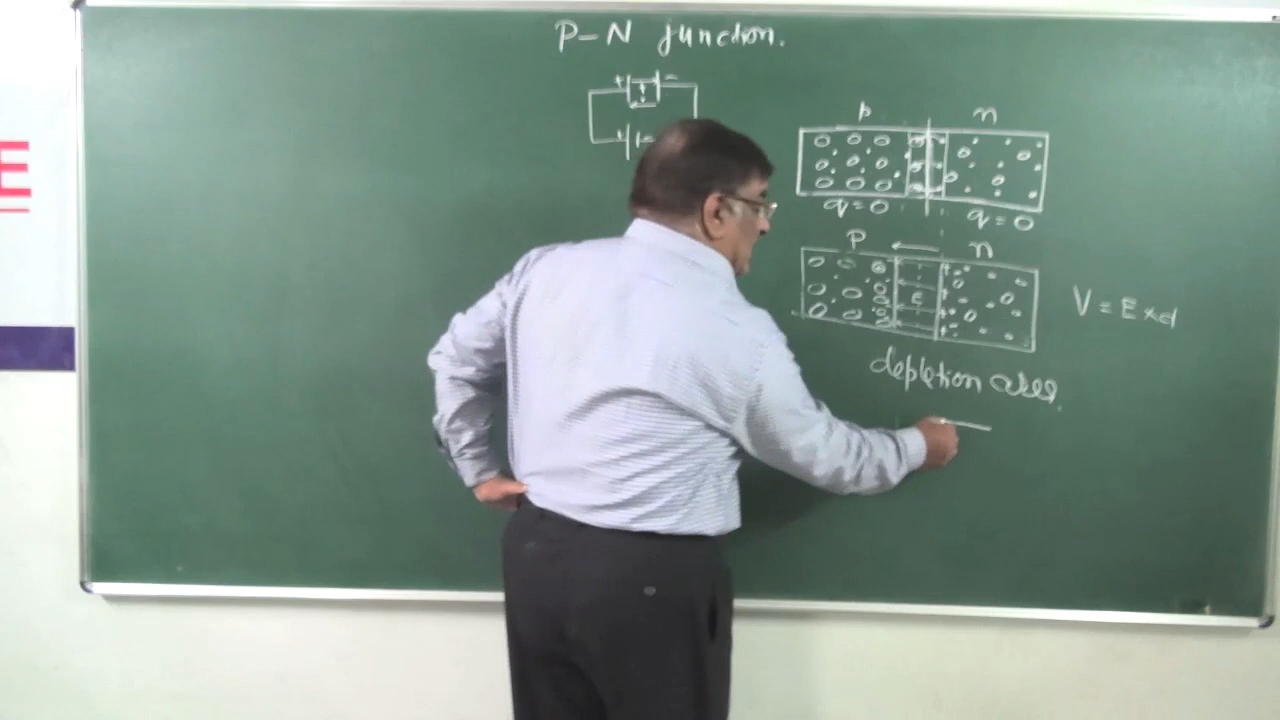 P-N junction.
+ -
E
p n
q = 0 q = 0
P n
E
V = E x d
depletion area.